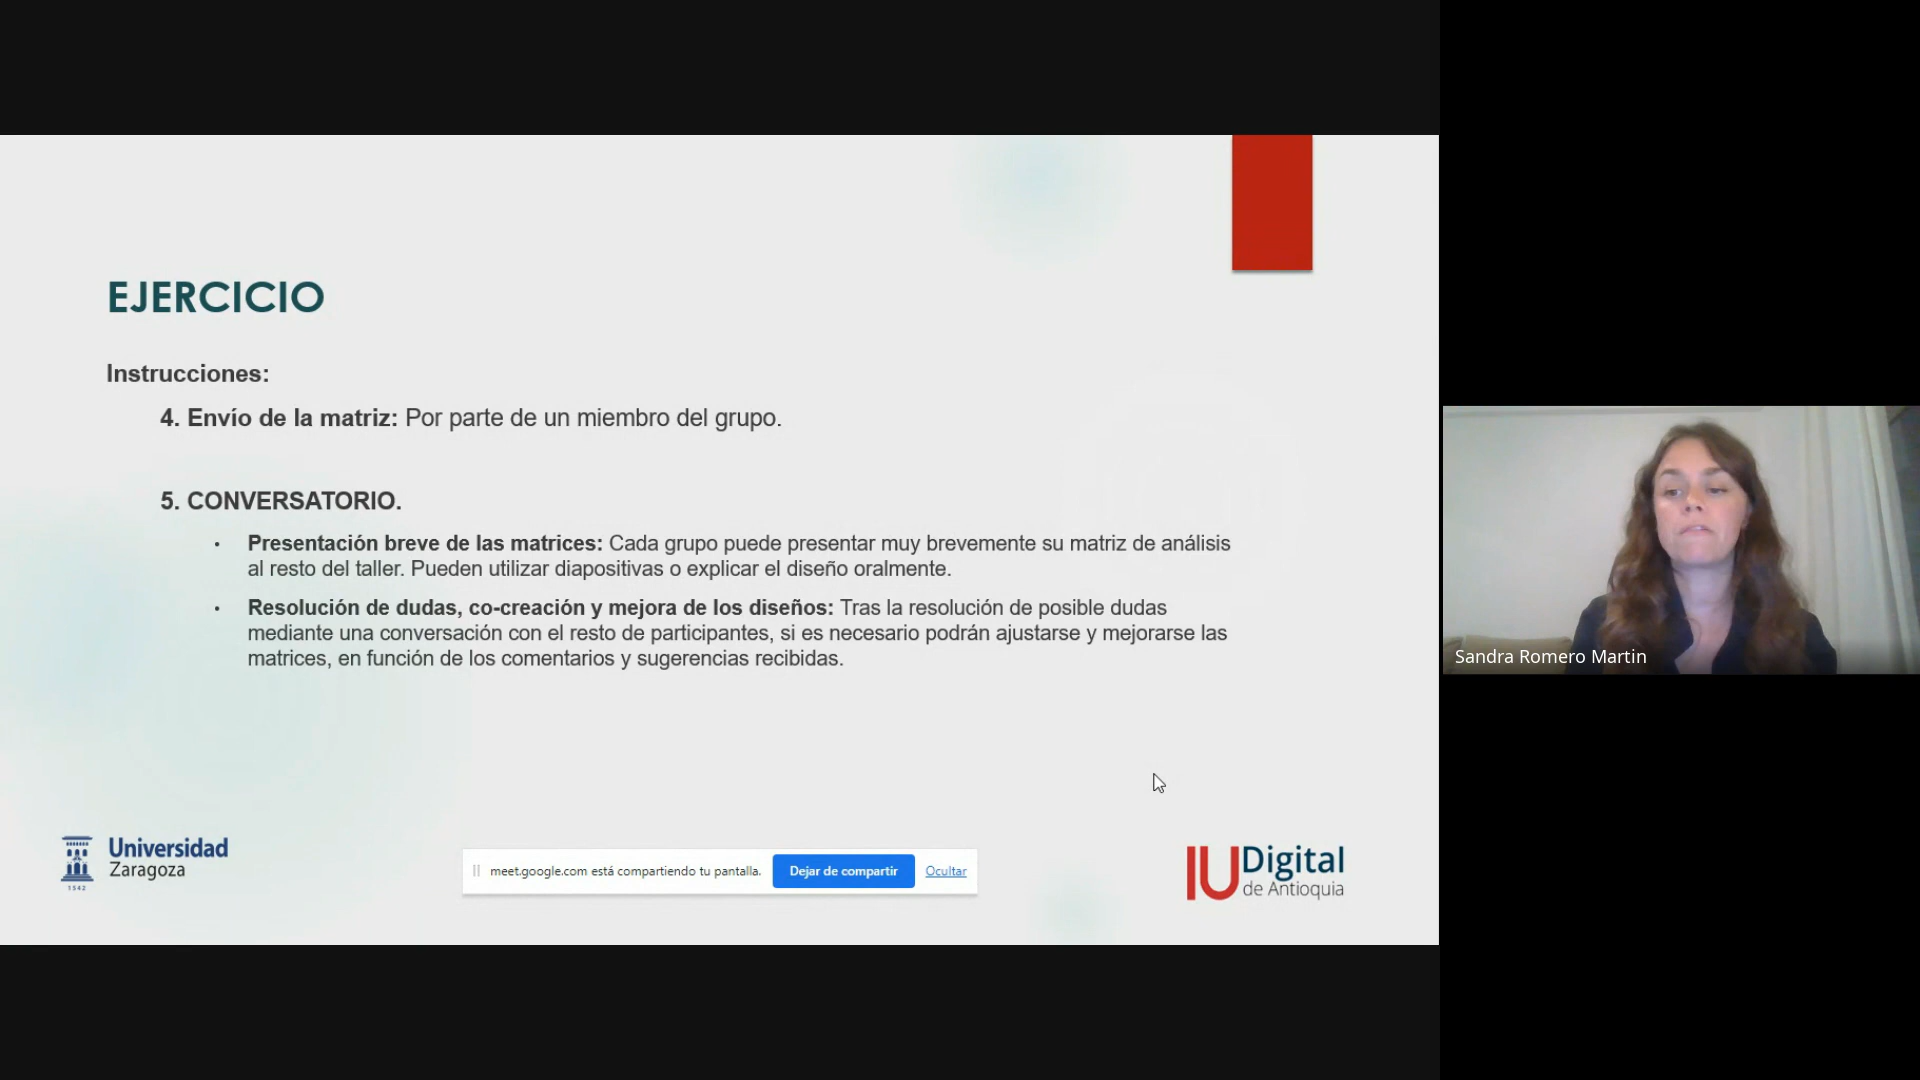 EJERCICIO
Instrucciones:
4. Envío de la matriz: Por parte de un miembro del grupo.
5. CONVERSATORIO.
• Presentación breve de las matrices: Cada grupo puede presentar muy brevemente su matriz de análisis
al resto del taller. Pueden utilizar diapositivas o explicar el diseño oralmente.
• Resolución de dudas, co-creación y mejora de los diseños: Tras la resolución de posible dudas
mediante una conversación con el resto de participantes, si es necesario podrán ajustarse y mejorarse las
matrices, en función de los comentarios y sugerencias recibidas.
Universidad
Zaragoza
1542
meet.google.com está compartiendo tu pantalla.
Dejar de compartir
Ocultar
IU Digital
de Antioquia
Sandra Romero Martin